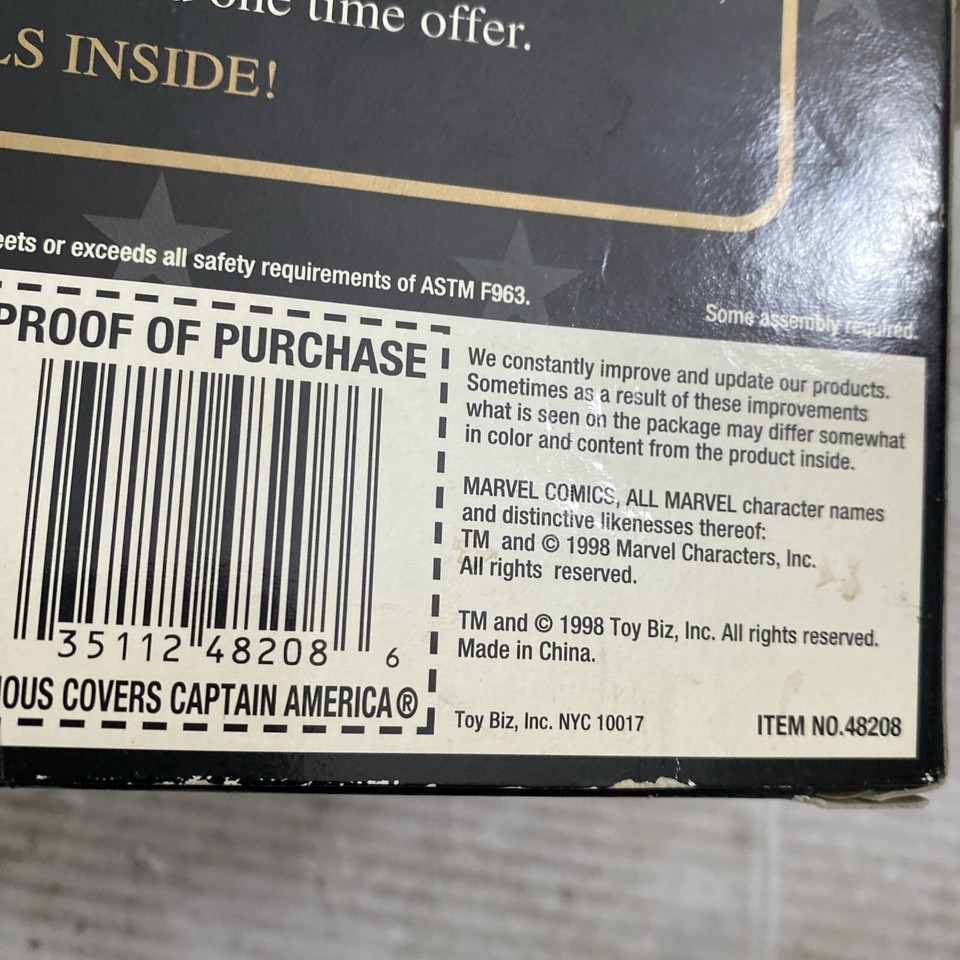 one time offer.
LS INSIDE!
eets or exceeds all safety requirements of ASTM F963.
Some assembly required.
PROOF OF PURCHASE
35112 48208 6
IOUS COVERS CAPTAIN AMERICA®
We constantly improve and update our products.
Sometimes as a result of these improvements
what is seen on the package may differ somewhat
in color and content from the product inside.
MARVEL COMICS, ALL MARVEL character names
and distinctive likenesses thereof:
TM and © 1998 Marvel Characters, Inc.
All rights reserved.
TM and © 1998 Toy Biz, Inc. All rights reserved.
Made in China.
Toy Biz, Inc. NYC 10017
ITEM NO.48208